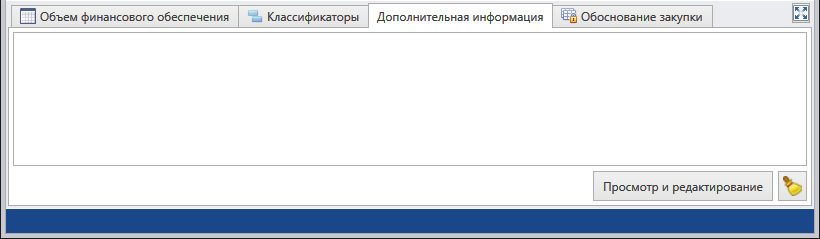 Объем финансового обеспечения Классификаторы Дополнительная информация Обоснование закупки
Просмотр и редактирование